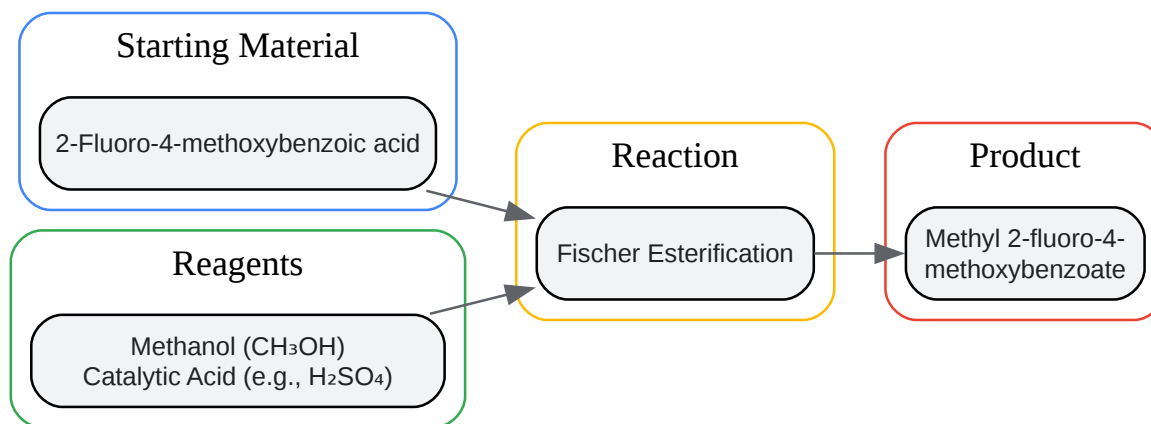 Starting Material
2-Fluoro-4-methoxybenzoic acid
Reagents
Methanol (CH₃OH)
Catalytic Acid (e.g., H₂SO₄)
Reaction
Fischer Esterification
Product
Methyl 2-fluoro-4-
methoxybenzoate